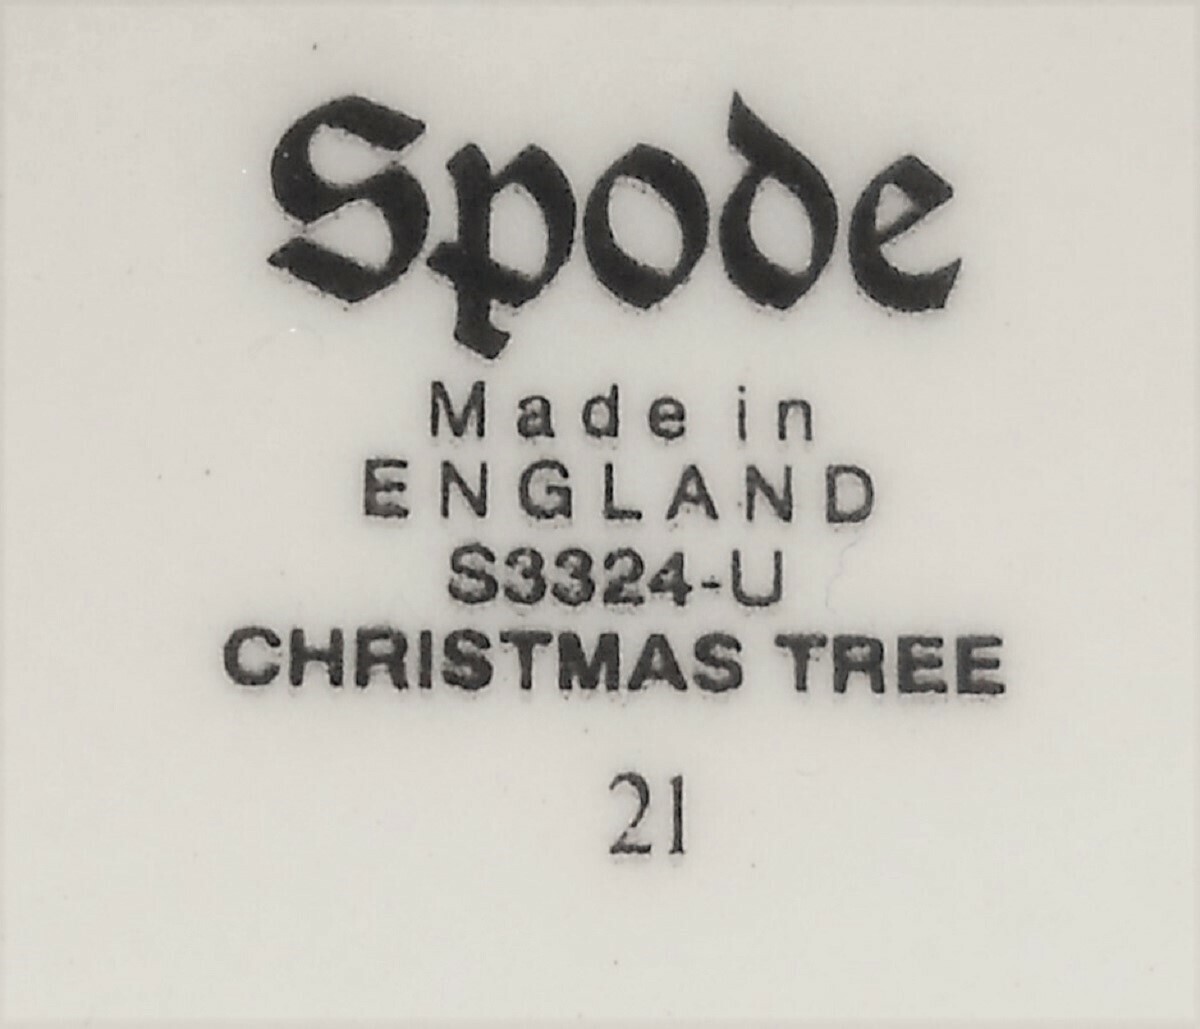 Spode
Made in
ENGLAND
S3324-U
CHRISTMAS TREE
21